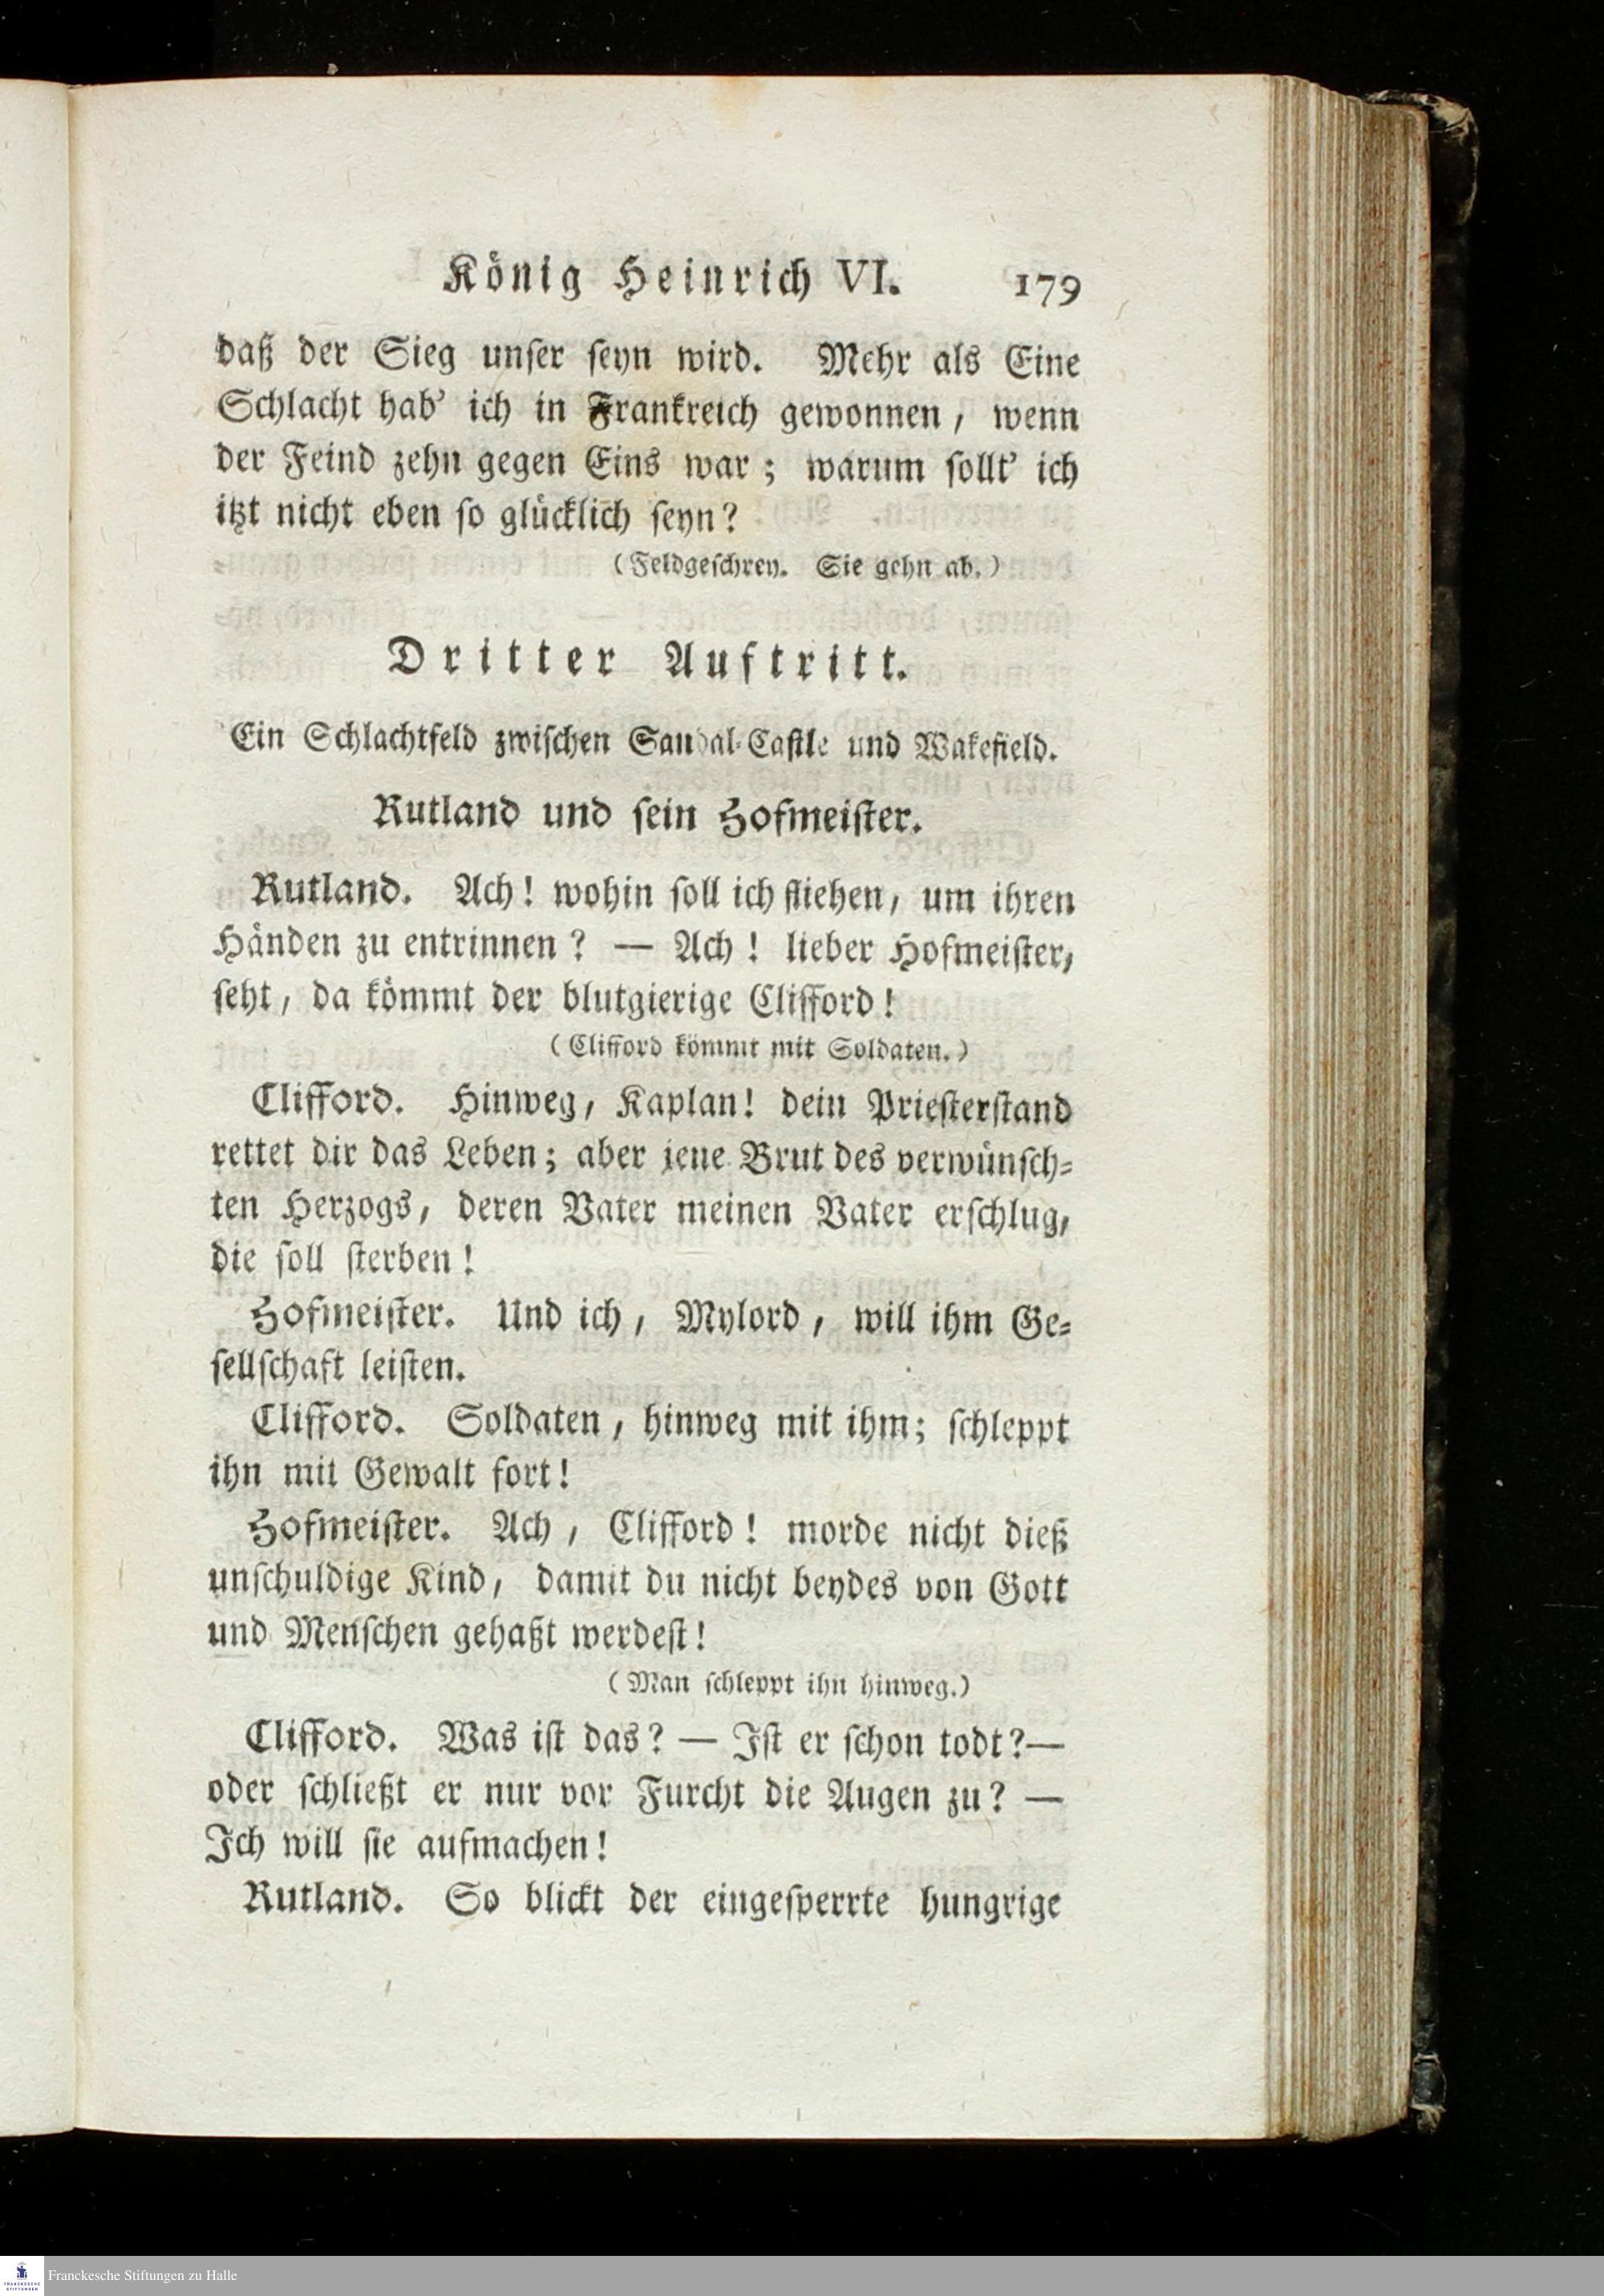 König Heinrich VI. 179
daß der Sieg unſer ſeyn wird. Mehr als Eine
Schlacht hab' ich in Frankreich gewonnen, wenn
der Feind zehn gegen Eins war; warum ſollt' ich
itzt nicht eben ſo glücklich ſeyn?
(Feldgeſchrey. Sie gehn ab.)
Dritter Auftritt.
Ein Schlachtfeld zwiſchen Sandal-Caſtle und Wakefield.
Rutland und ſein Hofmeiſter.
Rutland. Ach! wohin ſoll ich fliehen, um ihren
Händen zu entrinnen? — Ach! lieber Hofmeiſter,
ſeht, da kömmt der blutgierige Clifford!
(Clifford kömmt mit Soldaten.)
Clifford. Hinweg, Kaplan! dein Prieſterſtand
rettet dir das Leben; aber jene Brut des verwünſch-
ten Herzogs, deren Vater meinen Vater erſchlug,
die ſoll ſterben!
Hofmeiſter. Und ich, Mylord, will ihm Ge-
ſellſchaft leiſten.
Clifford. Soldaten, hinweg mit ihm; ſchleppt
ihn mit Gewalt fort!
Hofmeiſter. Ach, Clifford! morde nicht dieß
unſchuldige Kind, damit du nicht beydes von Gott
und Menſchen gehaßt werdeſt!
(Man ſchleppt ihn hinweg.)
Clifford. Was iſt das? — Iſt er ſchon todt?—
oder ſchließt er nur vor Furcht die Augen zu? —
Ich will ſie aufmachen!
Rutland. So blickt der eingeſperrte hungrige
FRANCKESCHE
STIFTUNGEN
Franckesche Stiftungen zu Halle